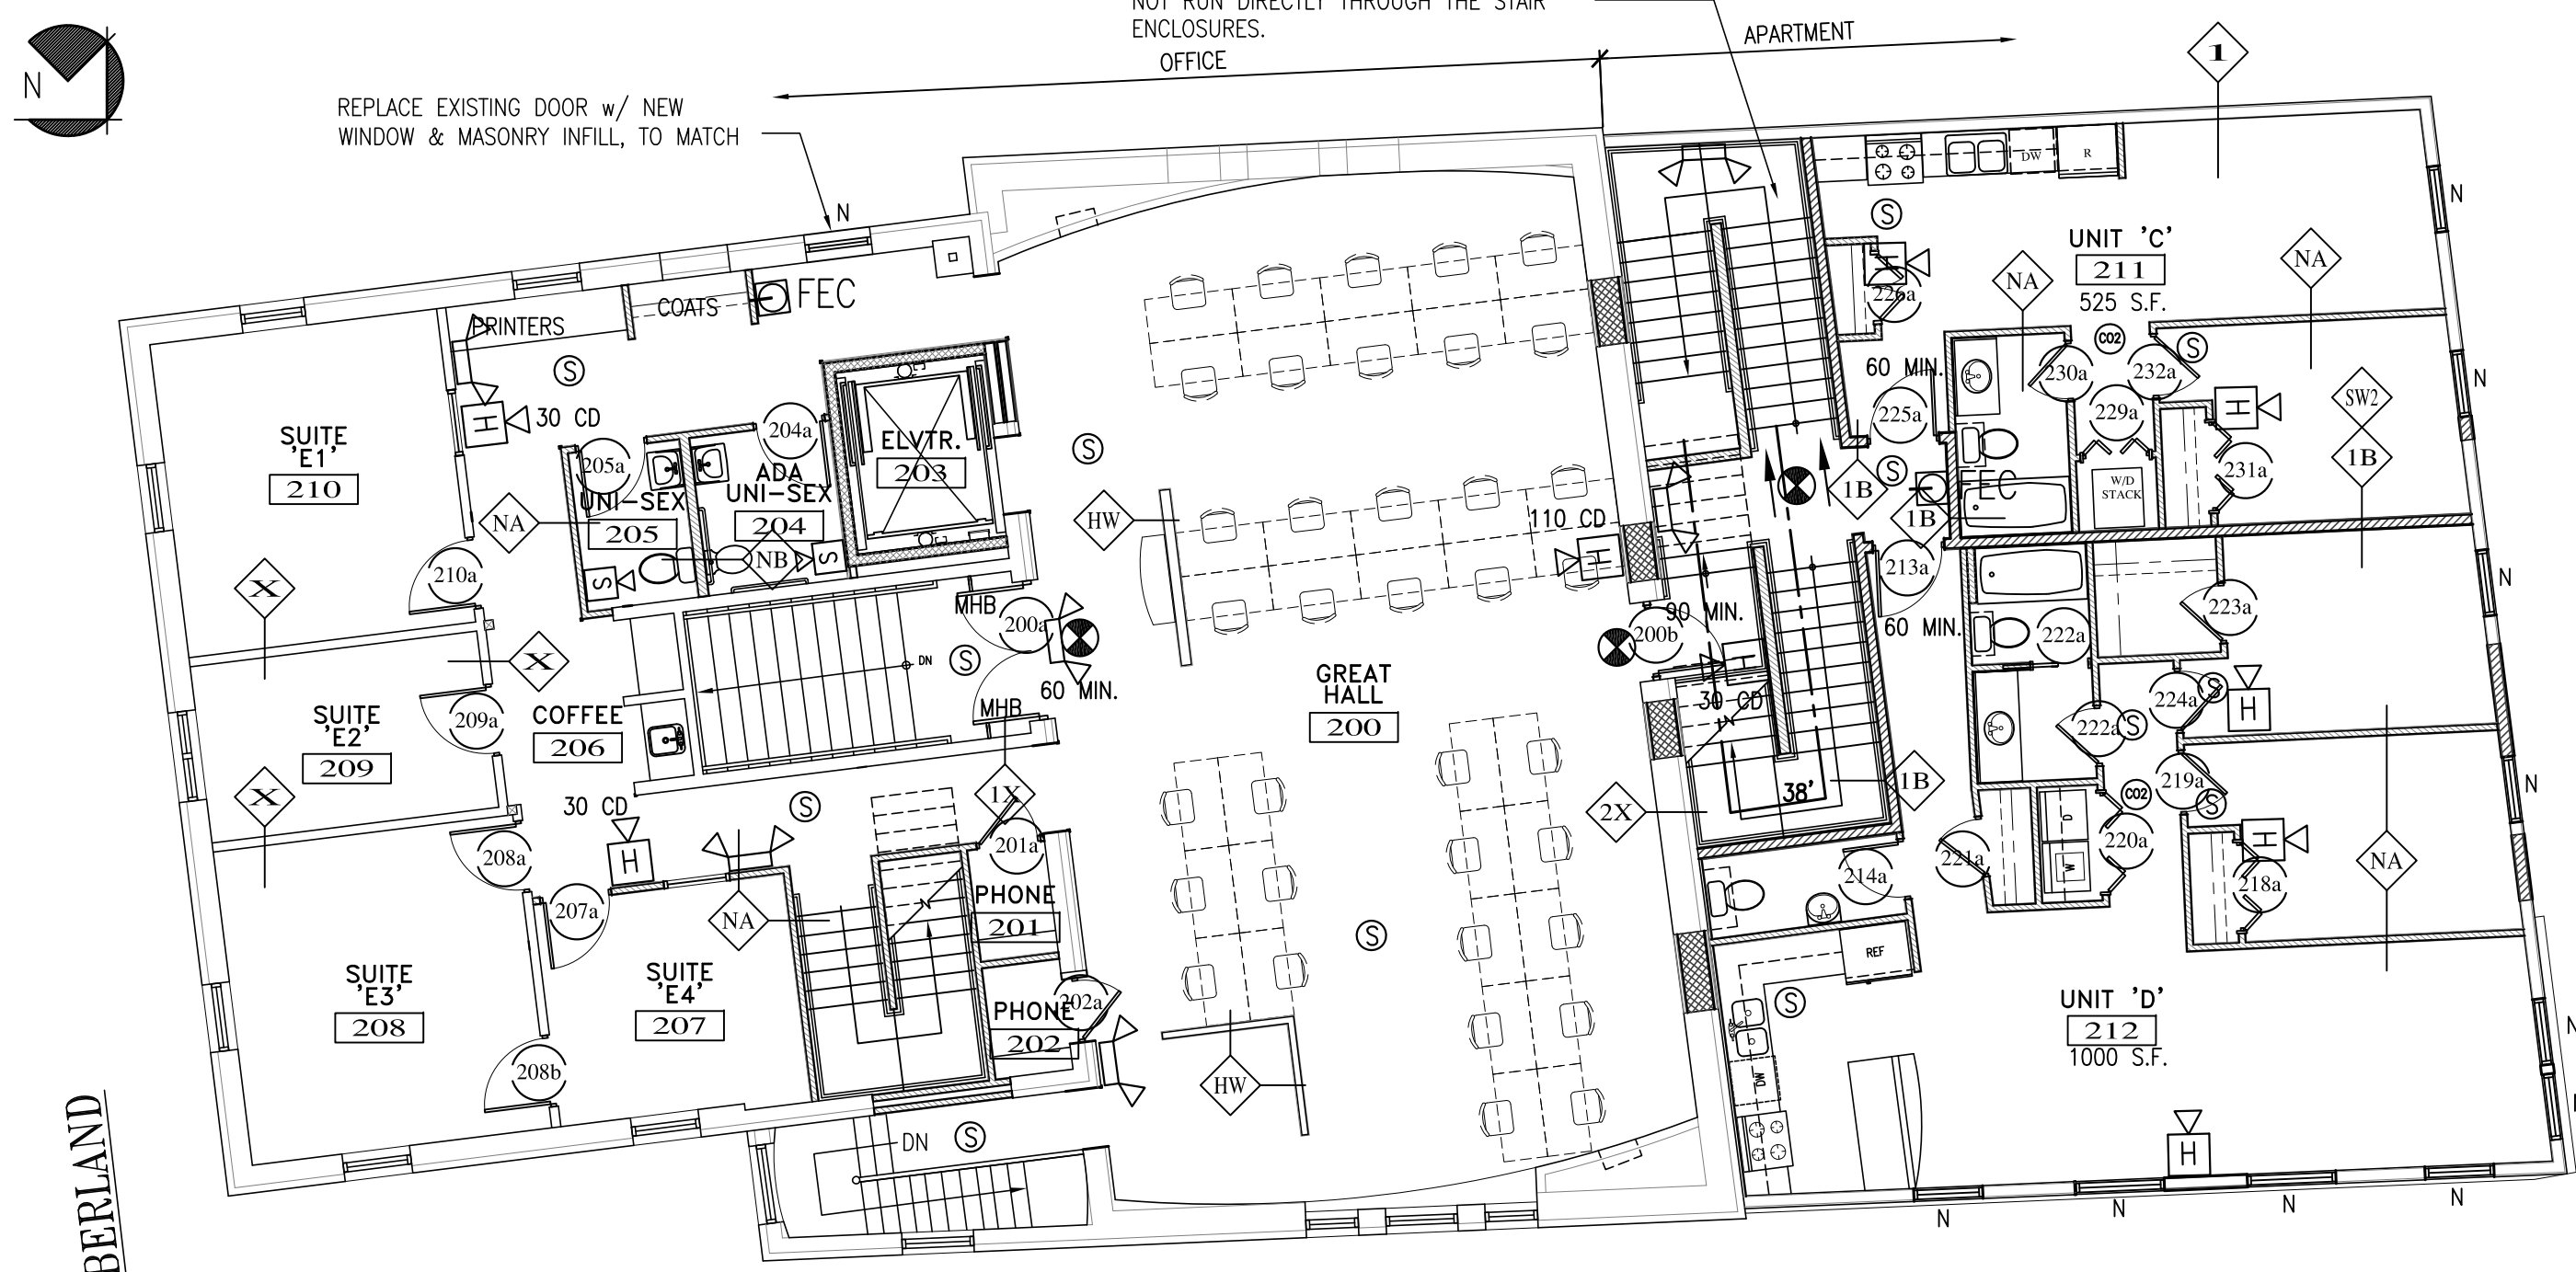 NOT RUN DIRECTLY THROUGH THE STAIR
ENCLOSURES.
OFFICE
APARTMENT
1
N
REPLACE EXISTING DOOR w/ NEW
WINDOW & MASONRY INFILL, TO MATCH
N
COATS
FEC
PRINTERS
S
H
30 CD
SUITE
'E1'
210
205a
UNI-SEX
205
204a
ADA
UNI-SEX
204
ELVTR.
203
NA
NB
S
S
210a
X
X
SUITE
'E2'
209
209a
X
COFFEE
206
30 CD
H
208a
207a
SUITE
'E3'
208
208b
SUITE
'E4'
207
NA
S
DN
S
MHB
200a
MHB
60 MIN.
1X
201a
PHONE
201
PHONE
202
202a
DN
S
BERLAND
S
HW
110 CD
H
GREAT
HALL
200
S
HW
200b
90 MIN.
H
30 CD
N
38'
2X
1B
1B
1B
S
H
226a
60 MIN.
225a
S
FEC
213a
60 MIN.
DW
R
UNIT 'C'
211
525 S.F.
NA
NA
N
CO2
S
230a
232a
229a
H
231a
W/D
STACK
SW2
1B
N
N
222a
223a
222a
S
224a
S
H
219a
S
CO2
220a
221a
D
W
H
218a
NA
N
214a
REF
S
DW
UNIT 'D'
212
1000 S.F.
H
N
N
N
N
N